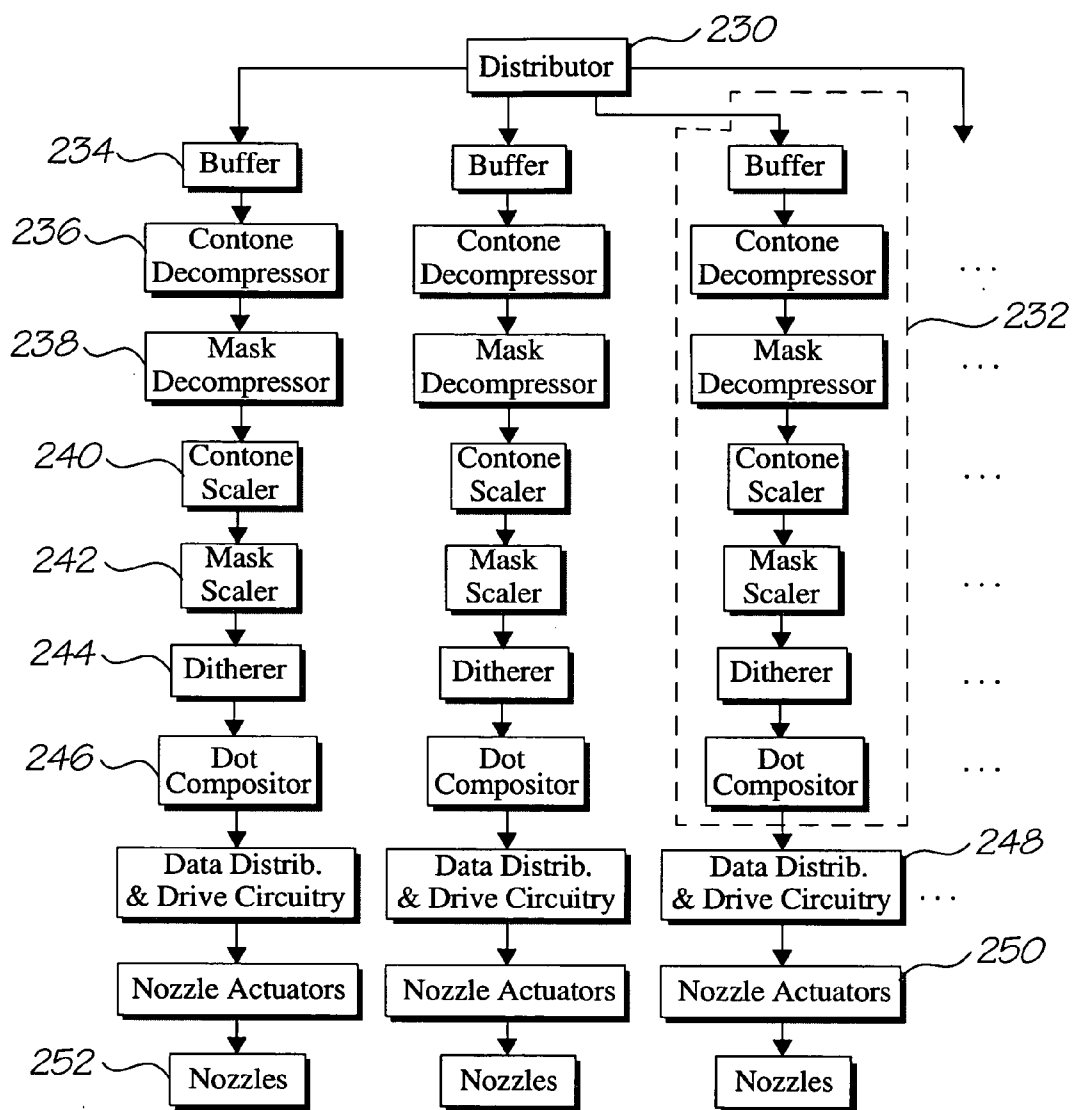 230
Distributor
234
Buffer
Buffer
Buffer
236
Contone
Decompressor
Contone
Decompressor
Contone
Decompressor
...
232
238
Mask
Decompressor
Mask
Decompressor
Mask
Decompressor
...
240
Contone
Scaler
Contone
Scaler
Contone
Scaler
...
242
Mask
Scaler
Mask
Scaler
Mask
Scaler
...
244
Ditherer
Ditherer
Ditherer
...
246
Dot
Compositor
Dot
Compositor
Dot
Compositor
...
248
Data Distrib.
& Drive Circuitry
Data Distrib.
& Drive Circuitry
Data Distrib.
& Drive Circuitry
...
250
Nozzle Actuators
Nozzle Actuators
Nozzle Actuators
252
Nozzles
Nozzles
Nozzles